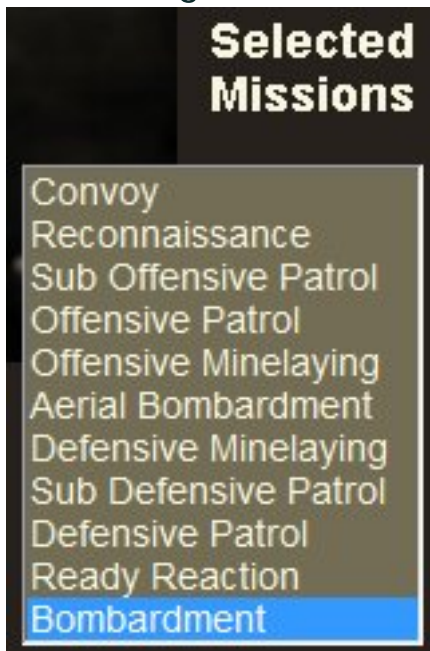 Selected
Missions
Convoy
Reconnaissance
Sub Offensive Patrol
Offensive Patrol
Offensive Minelaying
Aerial Bombardment
Defensive Minelaying
Sub Defensive Patrol
Defensive Patrol
Ready Reaction
Bombardment